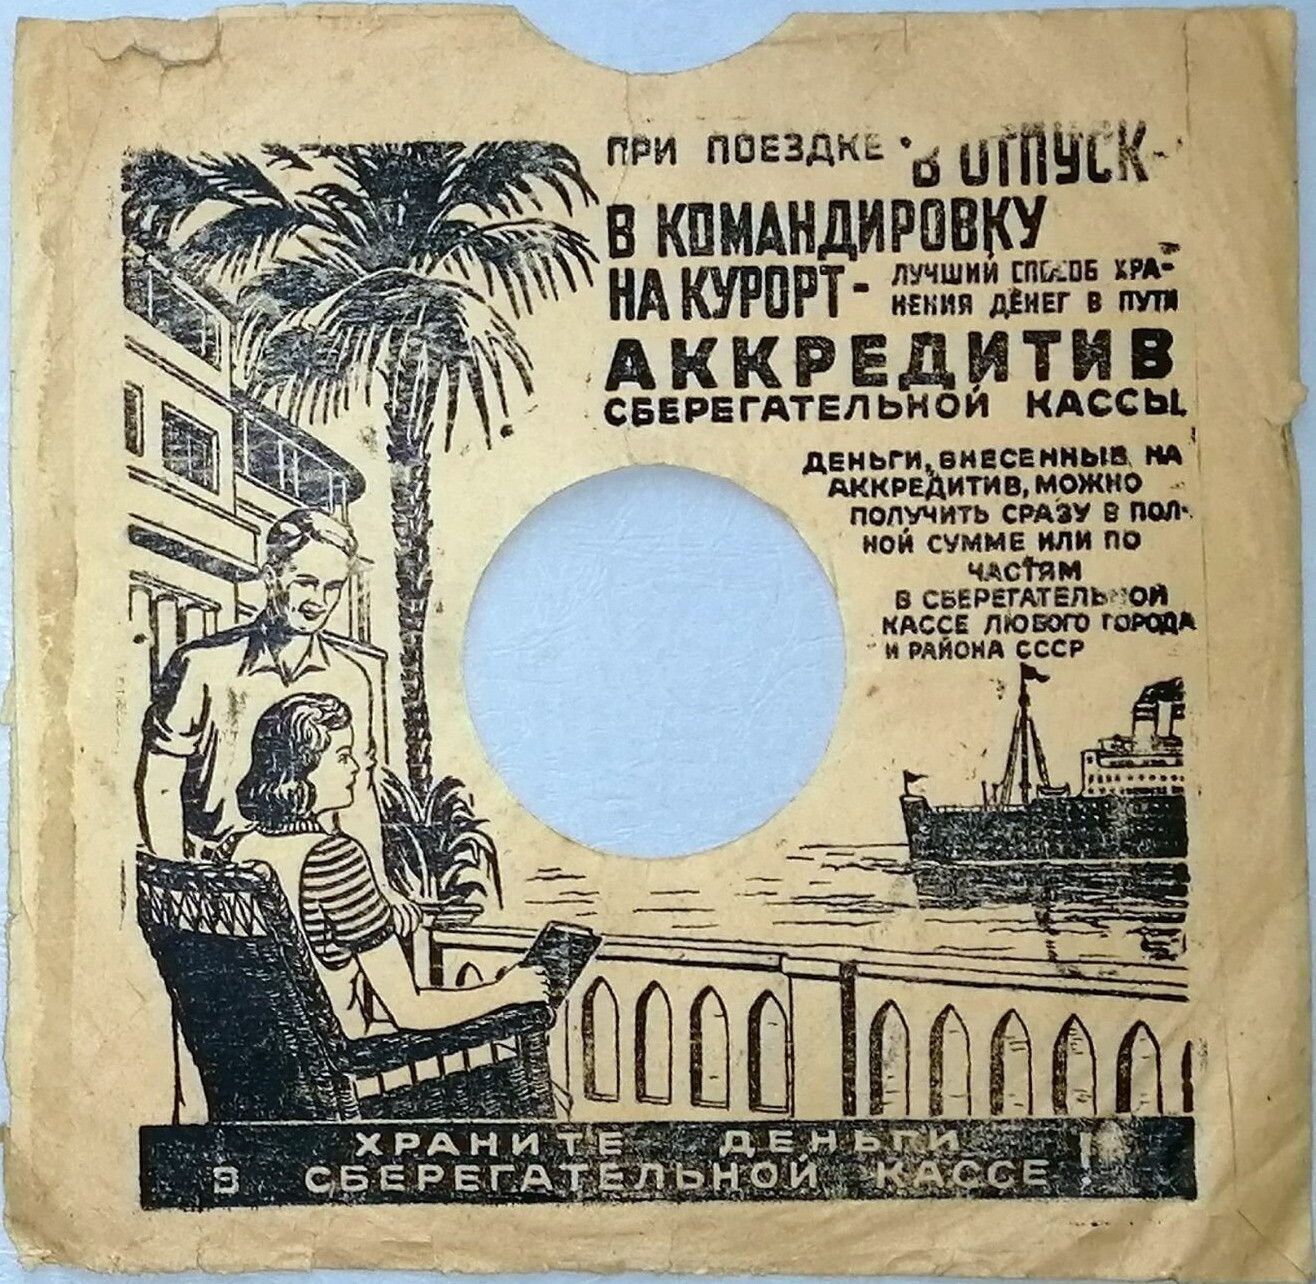 ПРИ ПОЕЗДКЕ В ОТПУСК-
В КОМАНДИРОВКУ
НА КУРОРТ - ЛУЧШИЙ СПОСОБ ХРА-
НЕНИЯ ДЕНЕГ В ПУТИ
АККРЕДИТИВ
СБЕРЕГАТЕЛЬНОЙ КАССЫ
ДЕНЬГИ, ВНЕСЕННЫЕ НА
АККРЕДИТИВ, МОЖНО
ПОЛУЧИТЬ СРАЗУ В ПОЛ-
НОЙ СУММЕ ИЛИ ПО
ЧАСТЯМ
В СБЕРЕГАТЕЛЬНОЙ
КАССЕ ЛЮБОГО ГОРОДА
И РАЙОНА СССР
ХРАНИТЕ ДЕНЬГИ
В СБЕРЕГАТЕЛЬНОЙ КАССЕ!